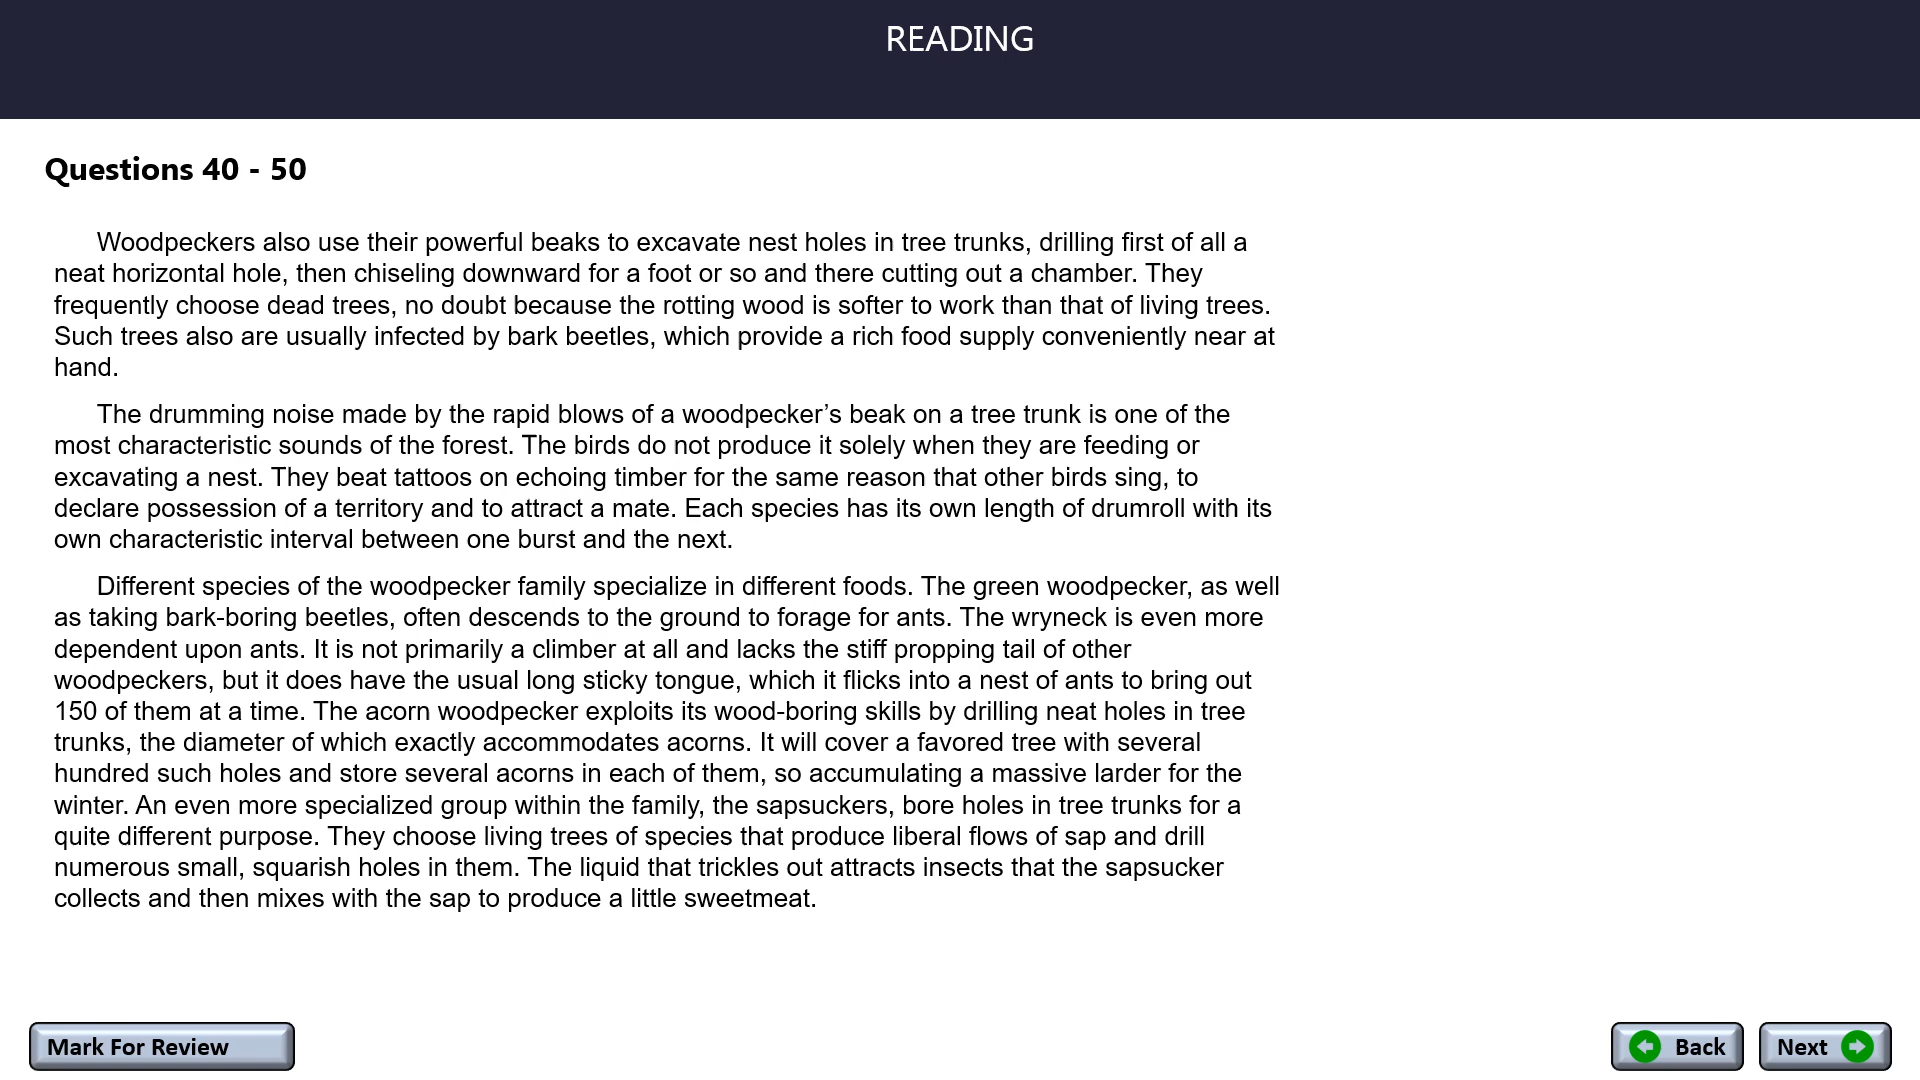 READING
Questions 40 - 50
Woodpeckers also use their powerful beaks to excavate nest holes in tree trunks, drilling first of all a
neat horizontal hole, then chiseling downward for a foot or so and there cutting out a chamber. They
frequently choose dead trees, no doubt because the rotting wood is softer to work than that of living trees.
Such trees also are usually infected by bark beetles, which provide a rich food supply conveniently near at
hand.
The drumming noise made by the rapid blows of a woodpecker’s beak on a tree trunk is one of the
most characteristic sounds of the forest. The birds do not produce it solely when they are feeding or
excavating a nest. They beat tattoos on echoing timber for the same reason that other birds sing, to
declare possession of a territory and to attract a mate. Each species has its own length of drumroll with its
own characteristic interval between one burst and the next.
Different species of the woodpecker family specialize in different foods. The green woodpecker, as well
as taking bark-boring beetles, often descends to the ground to forage for ants. The wryneck is even more
dependent upon ants. It is not primarily a climber at all and lacks the stiff propping tail of other
woodpeckers, but it does have the usual long sticky tongue, which it flicks into a nest of ants to bring out
150 of them at a time. The acorn woodpecker exploits its wood-boring skills by drilling neat holes in tree
trunks, the diameter of which exactly accommodates acorns. It will cover a favored tree with several
hundred such holes and store several acorns in each of them, so accumulating a massive larder for the
winter. An even more specialized group within the family, the sapsuckers, bore holes in tree trunks for a
quite different purpose. They choose living trees of species that produce liberal flows of sap and drill
numerous small, squarish holes in them. The liquid that trickles out attracts insects that the sapsucker
collects and then mixes with the sap to produce a little sweetmeat.
Mark For Review
Back
Next